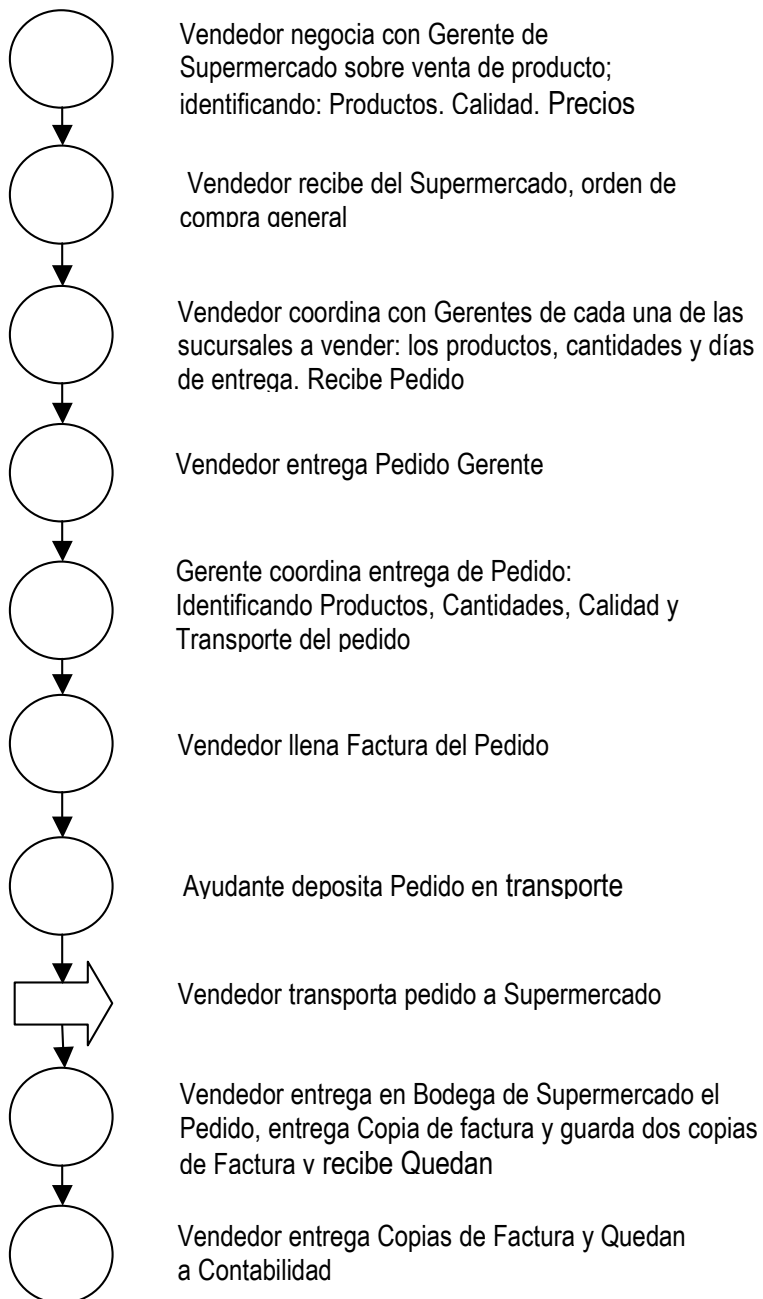 Vendedor negocia con Gerente de
Supermercado sobre venta de producto;
identificando: Productos. Calidad. Precios
Vendedor recibe del Supermercado, orden de
compra general
Vendedor coordina con Gerentes de cada una de las
sucursales a vender: los productos, cantidades y días
de entrega. Recibe Pedido
Vendedor entrega Pedido Gerente
Gerente coordina entrega de Pedido:
Identificando Productos, Cantidades, Calidad y
Transporte del pedido
Vendedor llena Factura del Pedido
Ayudante deposita Pedido en transporte
Vendedor transporta pedido a Supermercado
Vendedor entrega en Bodega de Supermercado el
Pedido, entrega Copia de factura y guarda dos copias
de Factura y recibe Quedan
Vendedor entrega Copias de Factura y Quedan
a Contabilidad